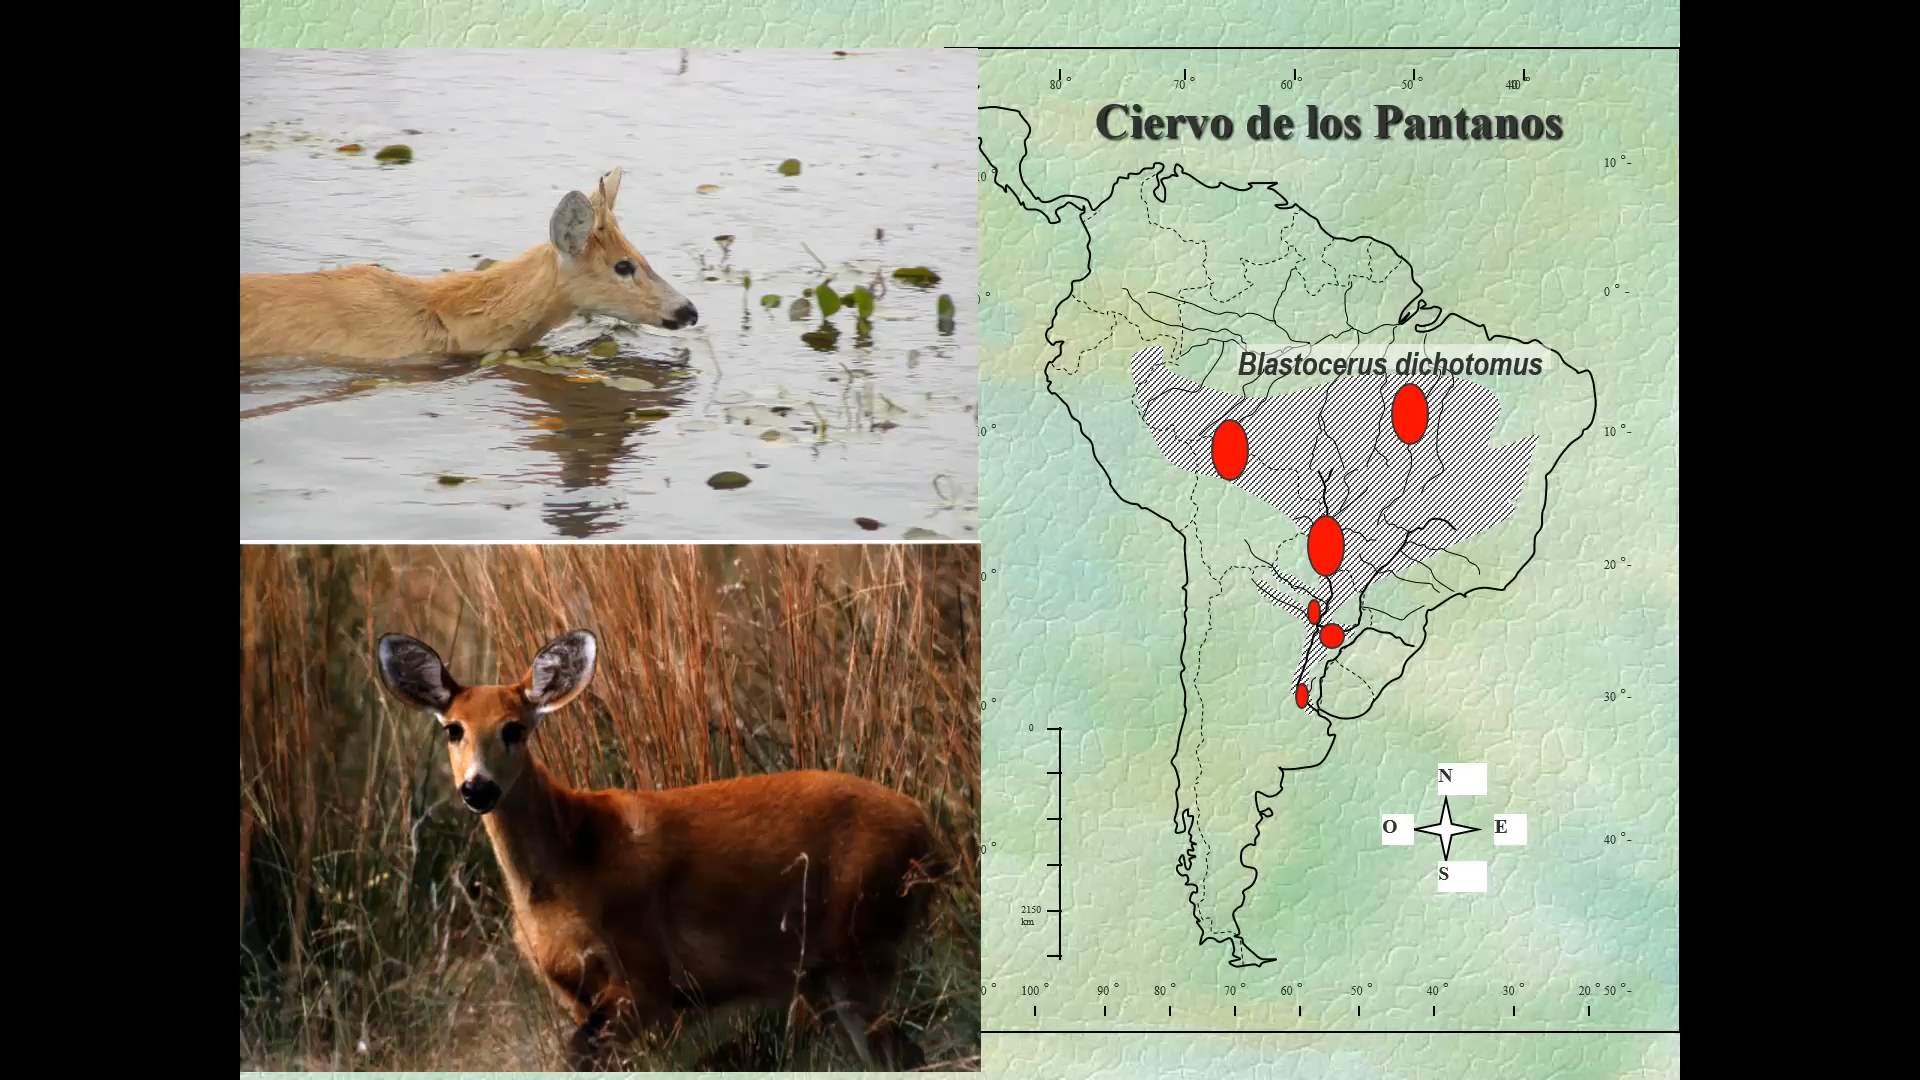 80° 70° 60° 50° 40°
Ciervo de los Pantanos
10°
0°
Blastocerus dichotomus
10°
20°
30°
0
N
O E
S
40°
2150
km
100° 90° 80° 70° 60° 50° 40° 30° 20° 50°